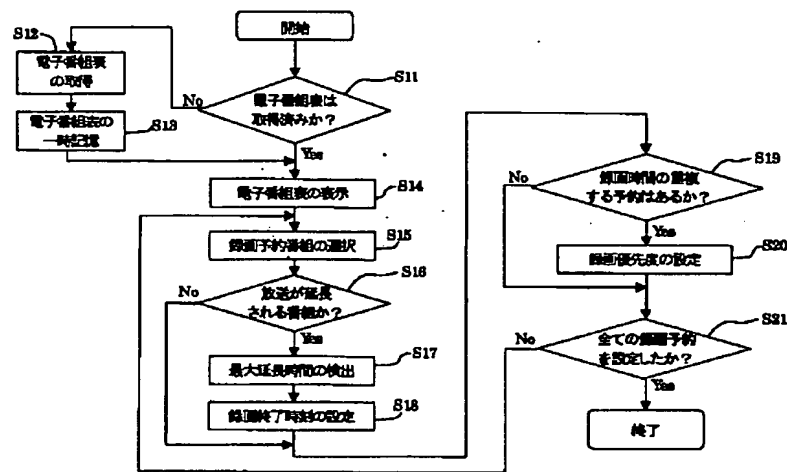 開始
S12
電子番組表
の取得
S11
電子番組表は
取得済みか？
No
電子番組表の
一時記憶
S13
Yes
電子番組表の表示
S14
録画予約番組の選択
S15
S16
放送が延長
される番組か？
No
Yes
最大延長時間の検出
S17
録画終了時刻の設定
S18
S19
録画時間の重複
する予約はあるか？
No
Yes
録画優先度の設定
S20
S21
全ての録画予約
を設定したか？
No
Yes
終了